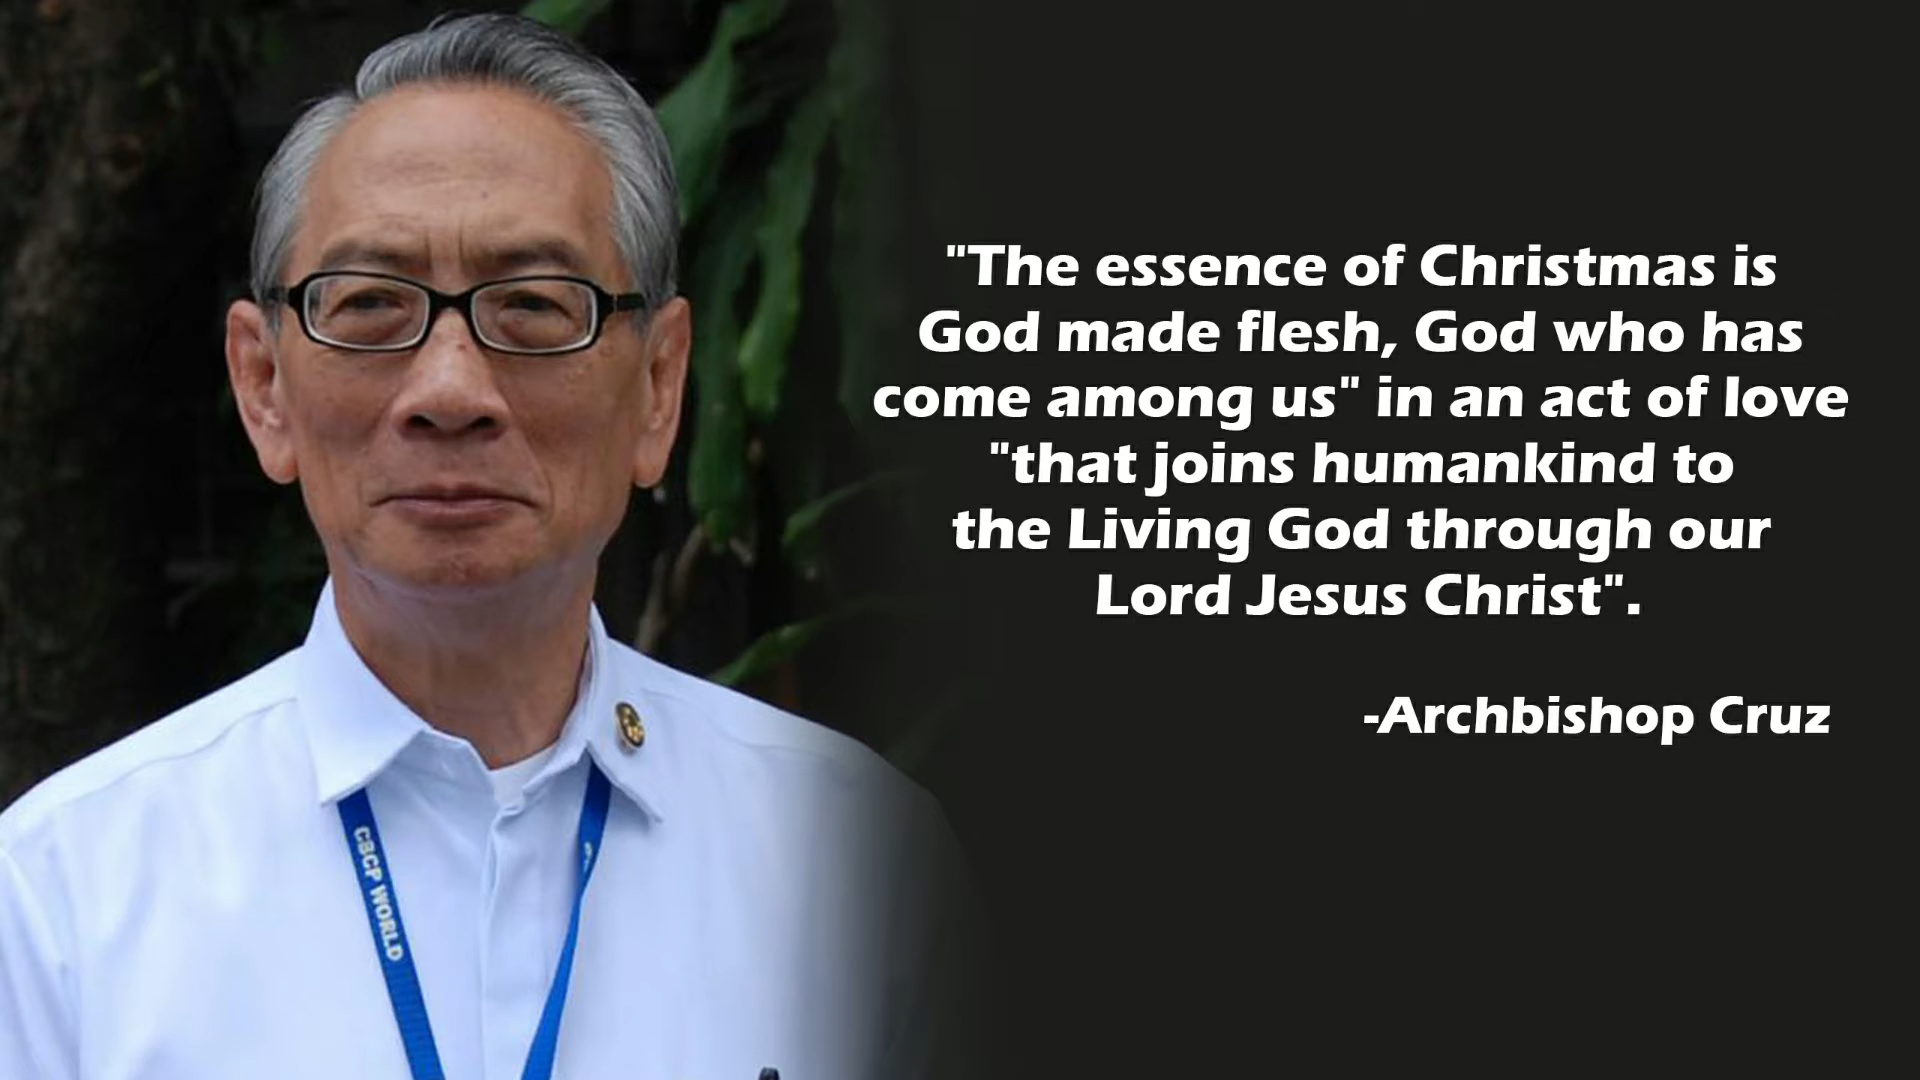 "The essence of Christmas is
God made flesh, God who has
come among us" in an act of love
"that joins humankind to
the Living God through our
Lord Jesus Christ".
-Archbishop Cruz
CBCP WORLD